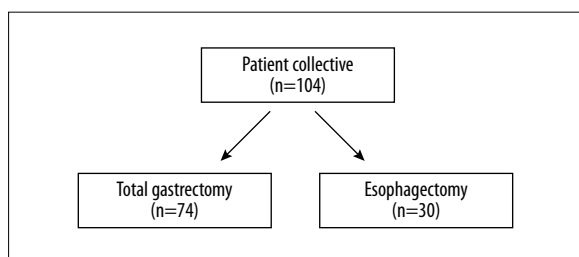 Patient collective
(n=104)
Total gastrectomy
(n=74)
Esophagectomy
(n=30)